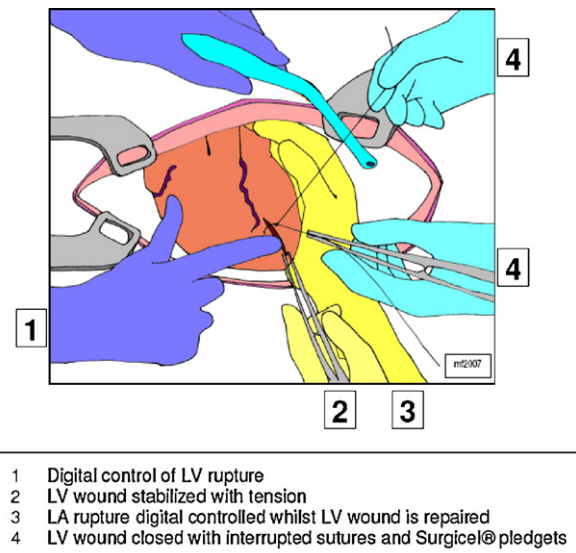 4
4
1
mf2007
2 3
1 Digital control of LV rupture
2 LV wound stabilized with tension
3 LA rupture digital controlled whilst LV wound is repaired
4 LV wound closed with interrupted sutures and Surgicel® pledgets